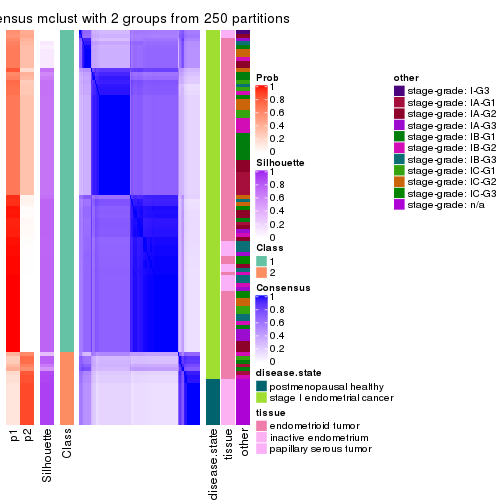 ensus mclust with 2 groups from 250 partitions
Prob
1
0.8
0.6
0.4
0.2
0
Silhouette
1
0.8
0.6
0.4
0.2
0
Class
1
2
Consensus
1
0.8
0.6
0.4
0.2
0
disease.state
postmenopausal healthy
stage I endometrial cancer
tissue
endometrioid tumor
inactive endometrium
papillary serous tumor
other
stage-grade: I-G3
stage-grade: IA-G1
stage-grade: IA-G2
stage-grade: IA-G3
stage-grade: IB-G1
stage-grade: IB-G2
stage-grade: IB-G3
stage-grade: IC-G1
stage-grade: IC-G2
stage-grade: IC-G3
stage-grade: n/a
p1
p2
Silhouette
Class
disease.state
tissue
other